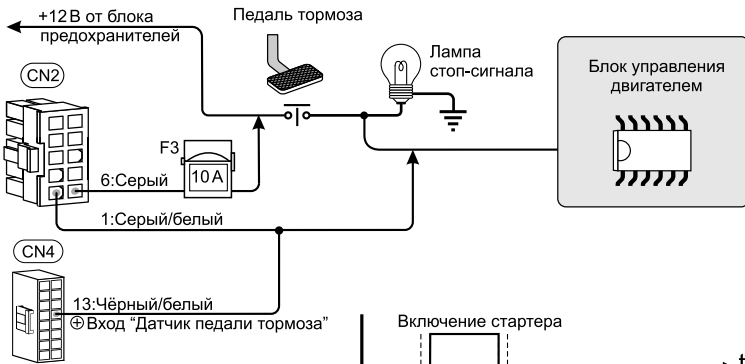 +12В от блока
предохранителей
Педаль тормоза
Лампа
стоп-сигнала
Блок управления
двигателем
CN2
F3
10 А
6:Серый
1:Серый/белый
CN4
13:Чёрный/белый
⊕Вход “Датчик педали тормоза”
Включение стартера
t